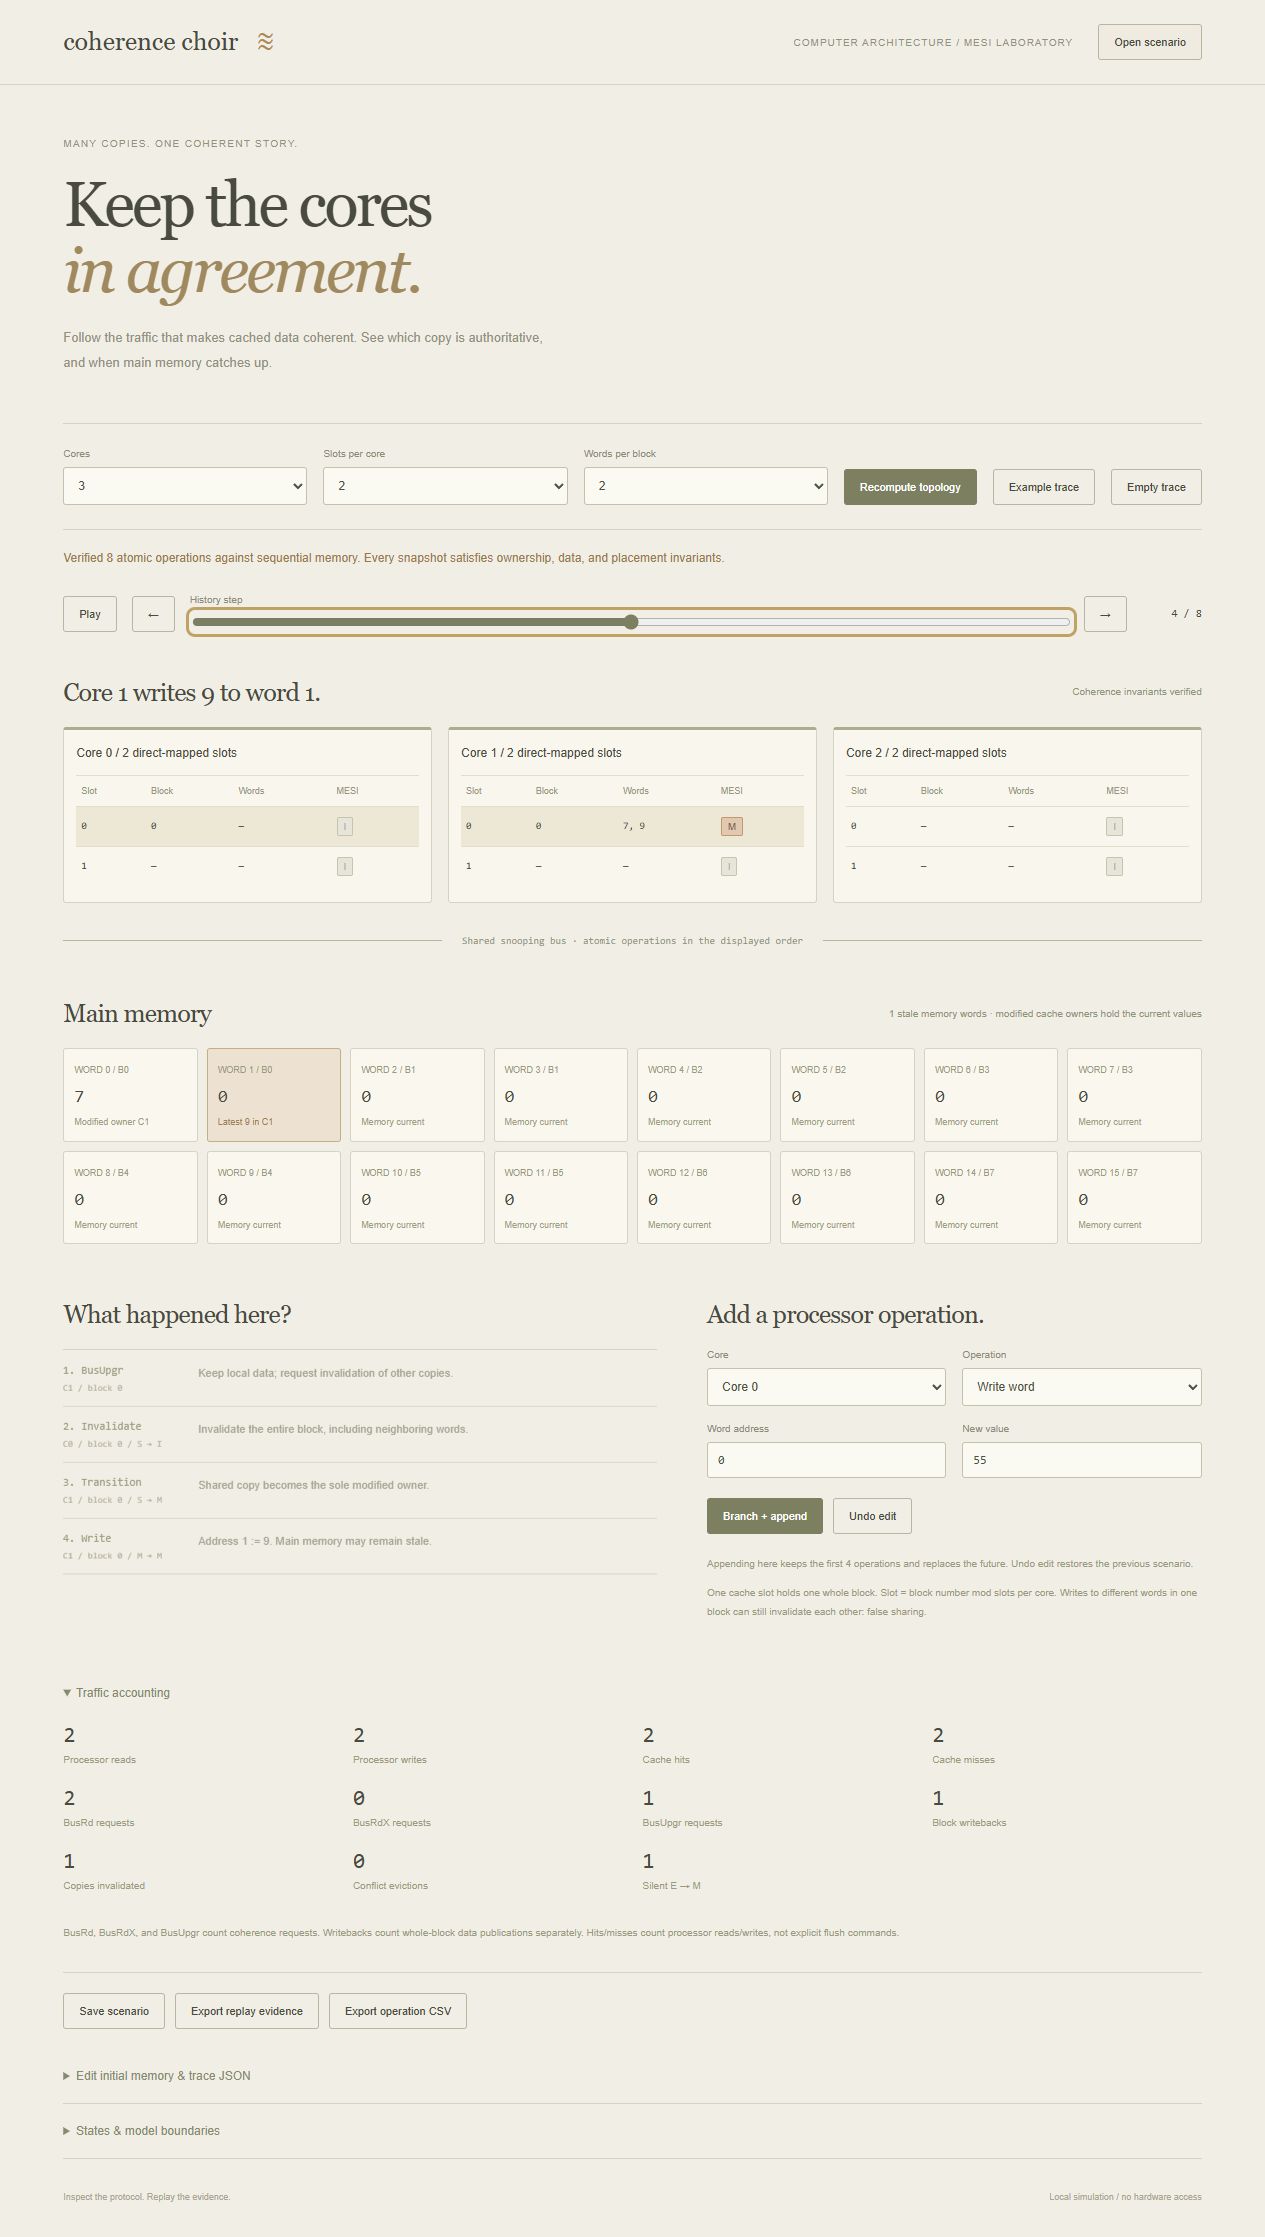 coherence choir ≋
COMPUTER ARCHITECTURE / MESI LABORATORY
Open scenario
MANY COPIES. ONE COHERENT STORY.
Keep the cores
in agreement.
Follow the traffic that makes cached data coherent. See which copy is authoritative,
and when main memory catches up.
Cores
Slots per core
Words per block
3
2
2
Recompute topology
Example trace
Empty trace
Verified 8 atomic operations against sequential memory. Every snapshot satisfies ownership, data, and placement invariants.
Play
←
History step
→
4 / 8
Core 1 writes 9 to word 1.
Coherence invariants verified
Core 0 / 2 direct-mapped slots
Slot Block Words MESI
0 0 — I
1 — — I
Core 1 / 2 direct-mapped slots
Slot Block Words MESI
0 0 7, 9 M
1 — — I
Core 2 / 2 direct-mapped slots
Slot Block Words MESI
0 — — I
1 — — I
Shared snooping bus · atomic operations in the displayed order
Main memory
1 stale memory words · modified cache owners hold the current values
WORD 0 / B0
7
Modified owner C1
WORD 1 / B0
0
Latest 9 in C1
WORD 2 / B1
0
Memory current
WORD 3 / B1
0
Memory current
WORD 4 / B2
0
Memory current
WORD 5 / B2
0
Memory current
WORD 6 / B3
0
Memory current
WORD 7 / B3
0
Memory current
WORD 8 / B4
0
Memory current
WORD 9 / B4
0
Memory current
WORD 10 / B5
0
Memory current
WORD 11 / B5
0
Memory current
WORD 12 / B6
0
Memory current
WORD 13 / B6
0
Memory current
WORD 14 / B7
0
Memory current
WORD 15 / B7
0
Memory current
What happened here?
1. BusUpgr
C1 / block 0
Keep local data; request invalidation of other copies.
2. Invalidate
C0 / block 0 / S → I
Invalidate the entire block, including neighboring words.
3. Transition
C1 / block 0 / S → M
Shared copy becomes the sole modified owner.
4. Write
C1 / block 0 / M → M
Address 1 := 9. Main memory may remain stale.
Add a processor operation.
Core
Operation
Core 0
Write word
Word address
New value
0
55
Branch + append
Undo edit
Appending here keeps the first 4 operations and replaces the future. Undo edit restores the previous scenario.
One cache slot holds one whole block. Slot = block number mod slots per core. Writes to different words in one
block can still invalidate each other: false sharing.
▼ Traffic accounting
2
Processor reads
2
Processor writes
2
Cache hits
2
Cache misses
2
BusRd requests
0
BusRdX requests
1
BusUpgr requests
1
Block writebacks
1
Copies invalidated
0
Conflict evictions
1
Silent E → M
BusRd, BusRdX, and BusUpgr count coherence requests. Writebacks count whole-block data publications separately. Hits/misses count processor reads/writes, not explicit flush commands.
Save scenario
Export replay evidence
Export operation CSV
▶ Edit initial memory & trace JSON
▶ States & model boundaries
Inspect the protocol. Replay the evidence.
Local simulation / no hardware access